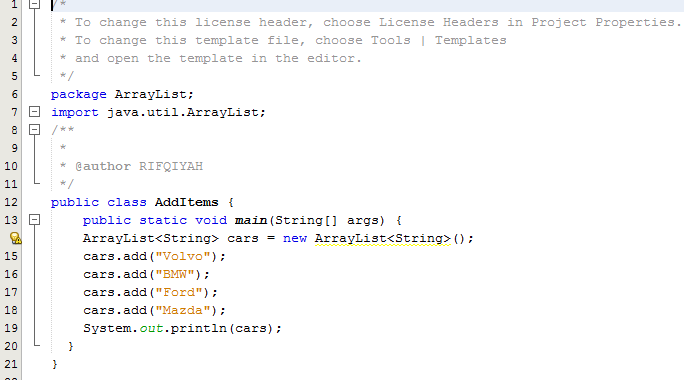 1 /*
2 * To change this license header, choose License Headers in Project Properties.
3 * To change this template file, choose Tools | Templates
4 * and open the template in the editor.
5 */
6 package ArrayList;
7 import java.util.ArrayList;
8 /**
9 *
10 * @author RIFQIYAH
11 */
12 public class AddItems {
13 public static void main(String[] args) {
ArrayList<String> cars = new ArrayList<String>();
15 cars.add("Volvo");
16 cars.add("BMW");
17 cars.add("Ford");
18 cars.add("Mazda");
19 System.out.println(cars);
20 }
21 }